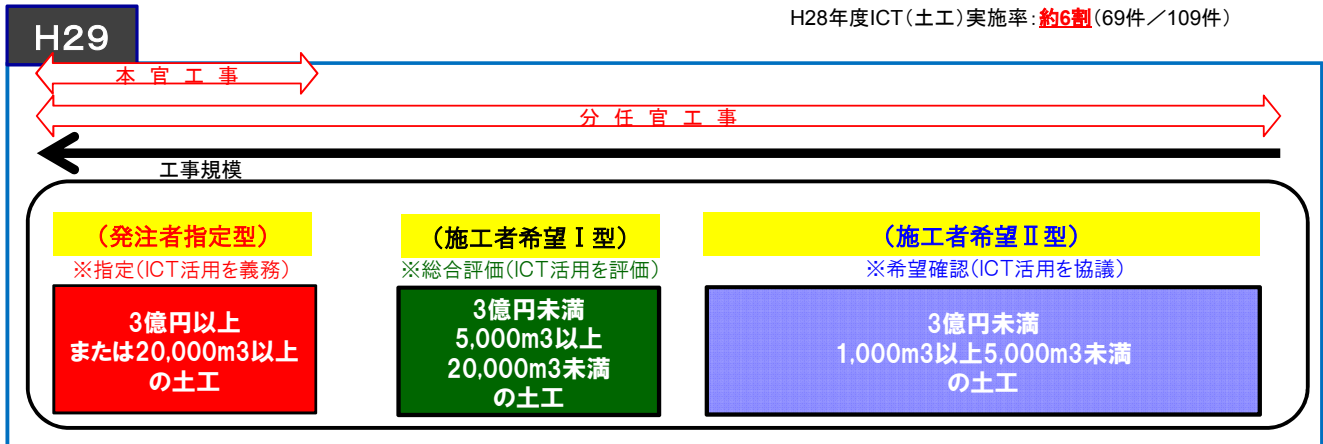 H28年度ICT(土工)実施率:約6割(69件/109件)
H29
本官工事
分任官工事
工事規模
(発注者指定型)
※指定(ICT活用を義務)
3億円以上
または20,000m3以上
の土工
(施工者希望Ⅰ型)
※総合評価(ICT活用を評価)
3億円未満
5,000m3以上
20,000m3未満
の土工
(施工者希望Ⅱ型)
※希望確認(ICT活用を協議)
3億円未満
1,000m3以上5,000m3未満
の土工